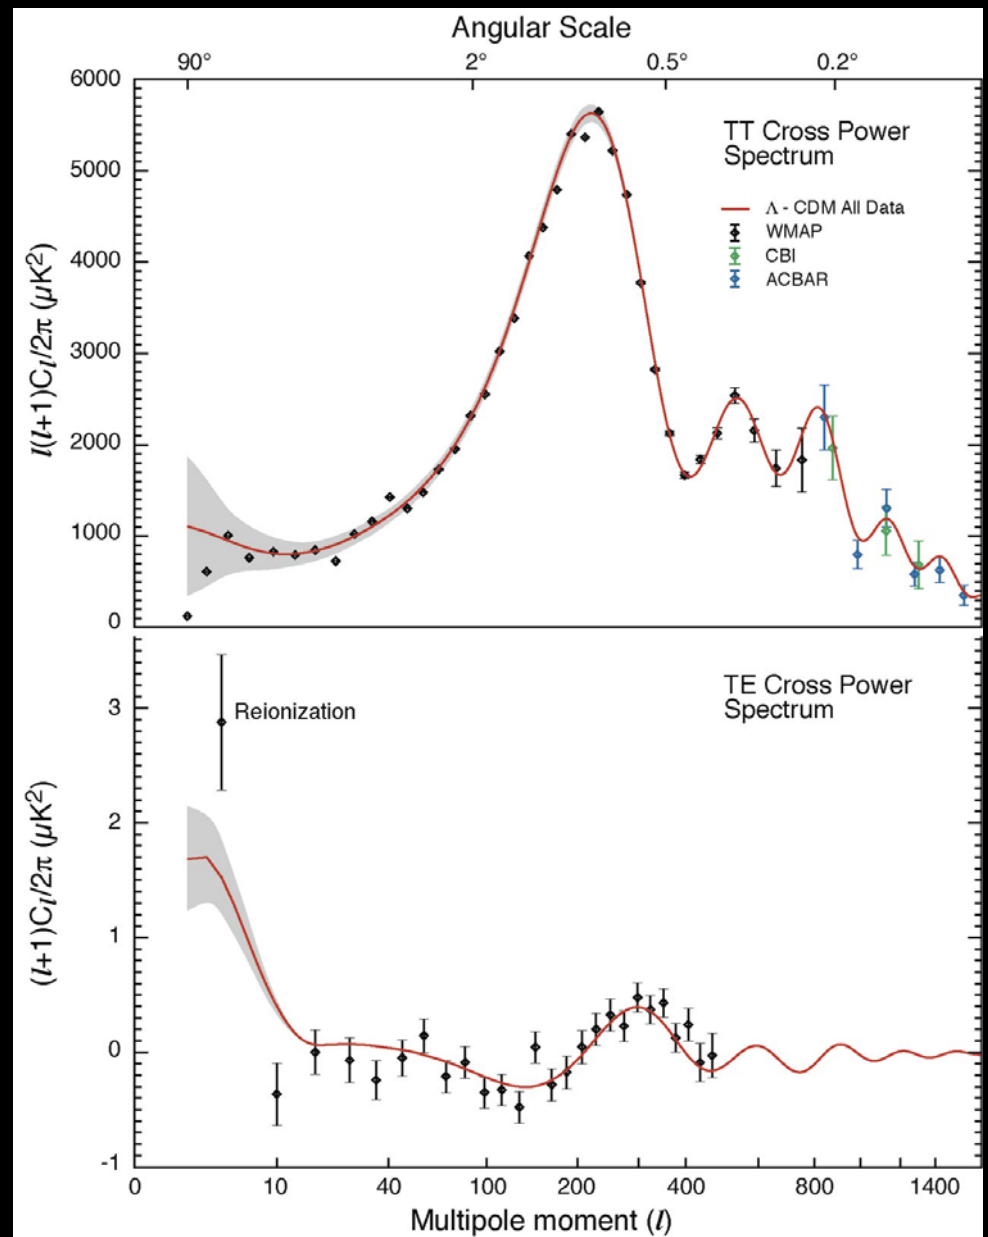 Angular Scale
90° 2° 0.5° 0.2°
6000
5000
4000
3000
2000
1000
0
l(l+1)Cl/2π (μK2)
TT Cross Power
Spectrum
Λ - CDM All Data
WMAP
CBI
ACBAR
3
2
1
0
-1
(l+1)Cl/2π (μK2)
Reionization
TE Cross Power
Spectrum
0 10 40 100 200 400 800 1400
Multipole moment (l)